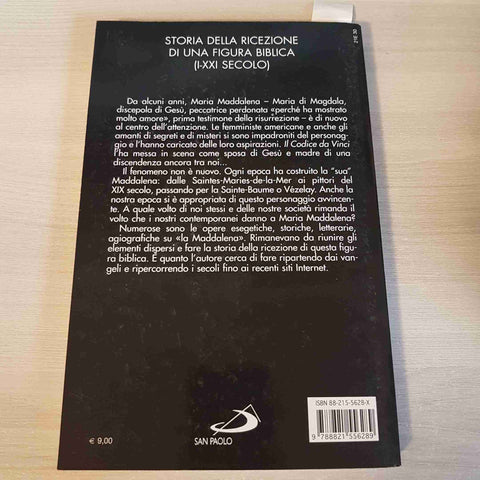 STORIA DELLA RICEZIONE
DI UNA FIGURA BIBLICA
(I-XXI SECOLO)
Da alcuni anni, Maria Maddalena – Maria di Magdala,
discepola di Gesù, peccatrice perdonata «perché ha mostrato
molto amore», prima testimone della risurrezione – è di nuovo
al centro dell'attenzione. Le femministe americane e anche gli
amanti di segreti e di misteri si sono impadroniti del personag-
gio e l'hanno caricato delle loro aspirazioni. Il Codice da Vinci
l'ha messa in scena come sposa di Gesù e madre di una
discendenza ancora tra noi...
Il fenomeno non è nuovo. Ogni epoca ha costruito la "sua"
Maddalena: dalle Saintes-Maries-de-la-Mer ai pittori del
XIX secolo, passando per la Sainte-Baume o Vézelay. Anche la
nostra epoca si è appropriata di questo personaggio avvincen-
te. A quale volto di noi stessi e delle nostre società rimanda il
volto che i nostri contemporanei danno a Maria Maddalena?
Numerose sono le opere esegetiche, storiche, letterarie,
agiografiche su «la Maddalena». Rimanevano da riunire gli
elementi dispersi e fare la storia della ricezione di questa figura
biblica. È quanto l'autore cerca di fare ripartendo dai van-
geli e ripercorrendo i secoli fino ai recenti siti Internet.
€ 9,00
SAN PAOLO
ISBN 88-215-5628-X
9 788821 556289
21E 30